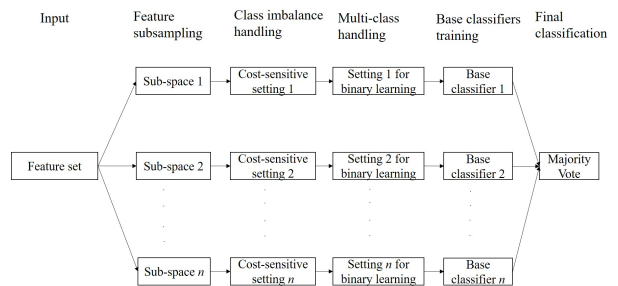 Input
Feature
subsampling
Class imbalance
handling
Multi-class
handling
Base classifiers
training
Final
classification
Sub-space 1
Cost-sensitive
setting 1
Setting 1 for
binary learning
Base
classifier 1
Feature set
Sub-space 2
Cost-sensitive
setting 2
Setting 2 for
binary learning
Base
classifier 2
Majority
Vote
Sub-space n
Cost-sensitive
setting n
Setting n for
binary learning
Base
classifier n